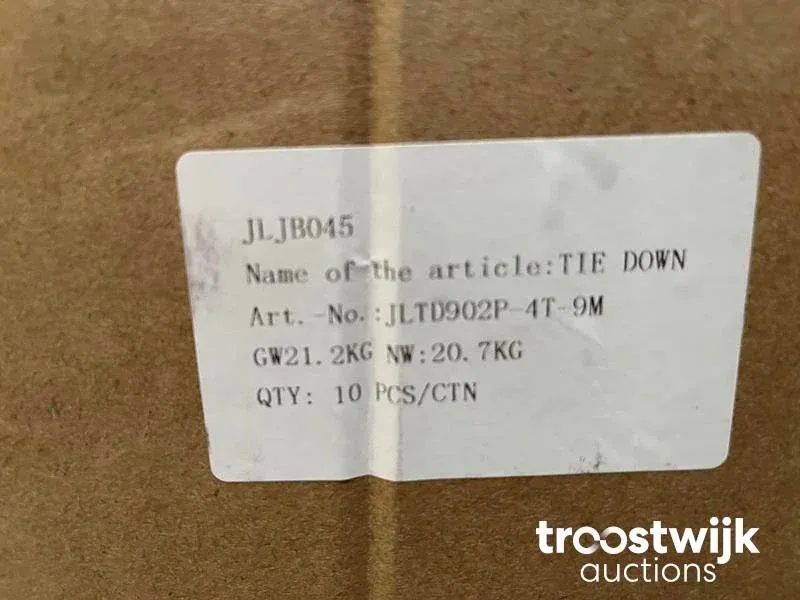 JLJB045
Name of the article:TIE DOWN
Art.-No.:JLTD902P-4T-9M
GW21.2KG NW:20.7KG
QTY: 10 PCS/CTN
troostwijk
auctions